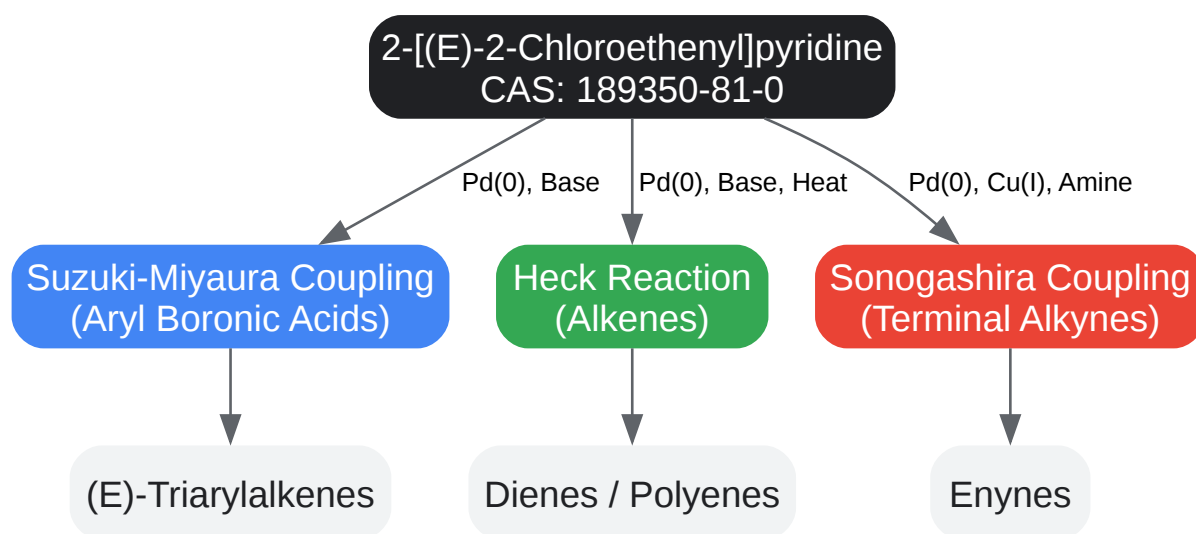 2-[(E)-2-Chloroethenyl]pyridine
CAS: 189350-81-0
Pd(0), Base
Pd(0), Base, Heat
Pd(0), Cu(I), Amine
Suzuki-Miyaura Coupling
(Aryl Boronic Acids)
Heck Reaction
(Alkenes)
Sonogashira Coupling
(Terminal Alkynes)
(E)-Triarylalkenes
Dienes / Polyenes
Enynes